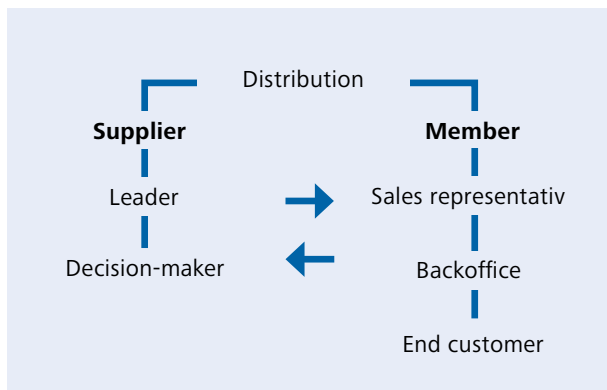 Distribution
Supplier
Member
Leader
Sales representativ
Decision-maker
Backoffice
End customer